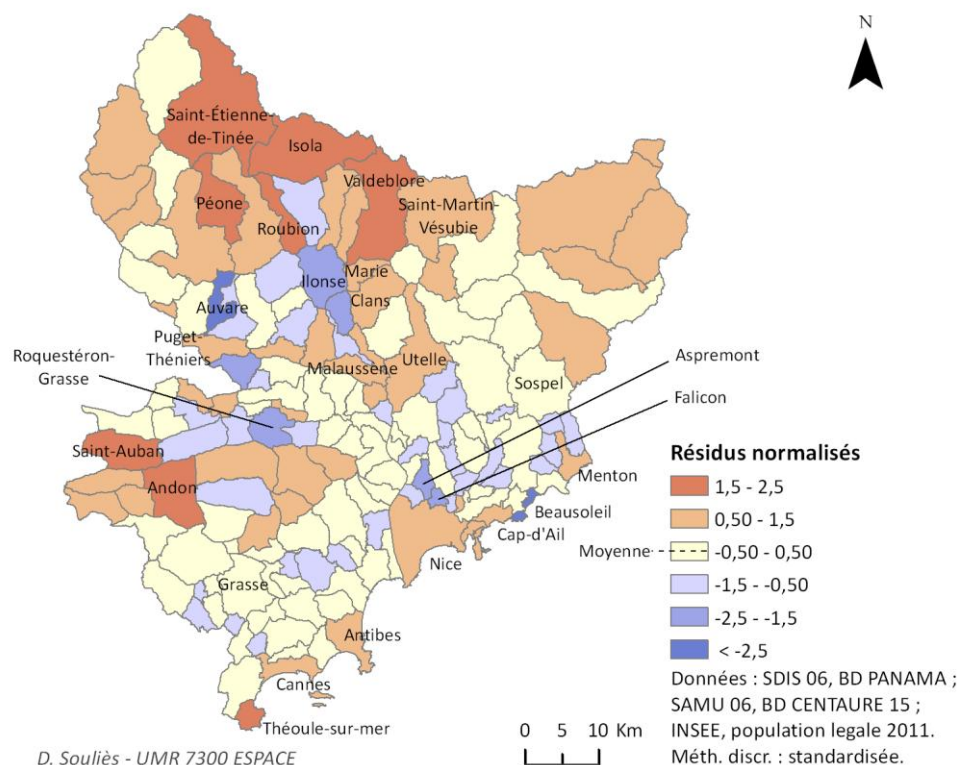 N
Saint-Étienne-
de-Tinée
Isola
Valdeblore
Péone
Saint-Martin-
Vésubie
Roubion
Marie
Ilonse
Clans
Auvare
Puget-
Théniers
Roquestéron-
Grasse
Malaussène
Utelle
Aspremont
Sospel
Falicon
Saint-Auban
Andon
Menton
Beausoleil
Cap-d'Ail
Nice
Grasse
Antibes
Cannes
Théoule-sur-mer
Résidus normalisés
1,5 - 2,5
0,50 - 1,5
Moyenne -0,50 - 0,50
-1,5 - -0,50
-2,5 - -1,5
< -2,5
Données : SDIS 06, BD PANAMA ;
SAMU 06, BD CENTAURE 15 ;
INSEE, population legale 2011.
Méth. discr. : standardisée.
0 5 10 Km
D. Souliès - UMR 7300 ESPACE